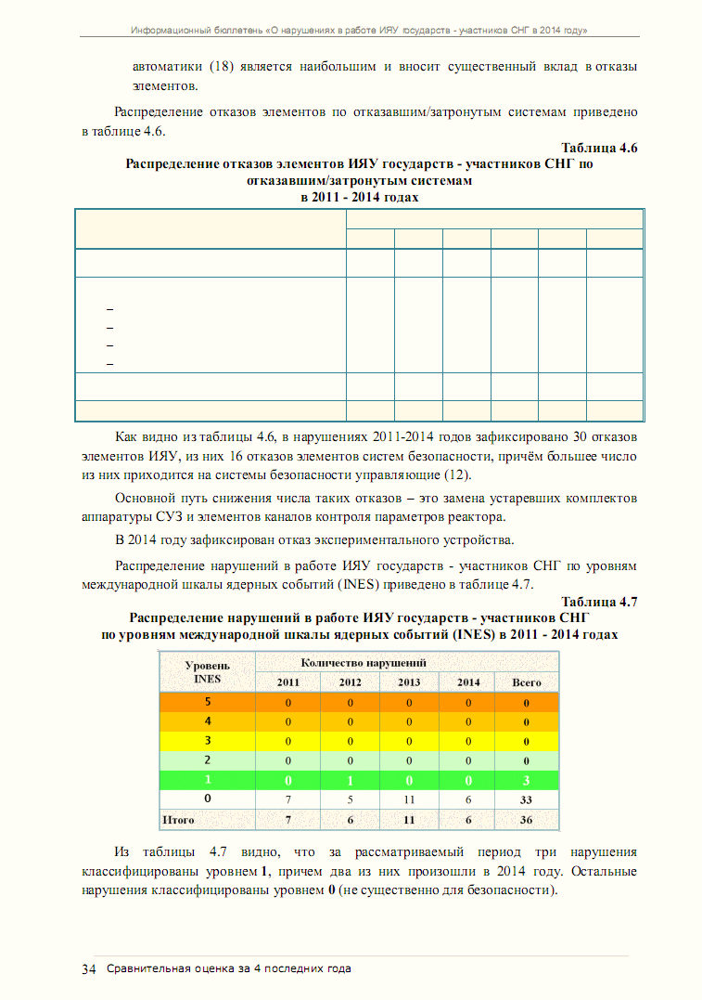 Информационный бюллетень «О нарушениях в работе ИЯУ государств - участников СНГ в 2014 году»
автоматики (18) является наибольшим и вносит существенный вклад в отказы
элементов.
Распределение отказов элементов по отказавшим/затронутым системам приведено
в таблице 4.6.
Таблица 4.6
Распределение отказов элементов ИЯУ государств - участников СНГ по
отказавшим/затронутым системам
в 2011 - 2014 годах
–
–
–
–
Как видно из таблицы 4.6, в нарушениях 2011-2014 годов зафиксировано 30 отказов
элементов ИЯУ, из них 16 отказов элементов систем безопасности, причём большее число
из них приходится на системы безопасности управляющие (12).
Основной путь снижения числа таких отказов – это замена устаревших комплектов
аппаратуры СУЗ и элементов каналов контроля параметров реактора.
В 2014 году зафиксирован отказ экспериментального устройства.
Распределение нарушений в работе ИЯУ государств - участников СНГ по уровням
международной шкалы ядерных событий (INES) приведено в таблице 4.7.
Таблица 4.7
Распределение нарушений в работе ИЯУ государств - участников СНГ
по уровням международной шкалы ядерных событий (INES) в 2011 - 2014 годах
Уровень INES Количество нарушений
2011 2012 2013 2014 Всего
5 0 0 0 0 0
4 0 0 0 0 0
3 0 0 0 0 0
2 0 0 0 0 0
1 0 1 0 0 3
0 7 5 11 6 33
Итого 7 6 11 6 36
Из таблицы 4.7 видно, что за рассматриваемый период три нарушения
классифицированы уровнем 1, причем два из них произошли в 2014 году. Остальные
нарушения классифицированы уровнем 0 (не существенно для безопасности).
34 Сравнительная оценка за 4 последних года